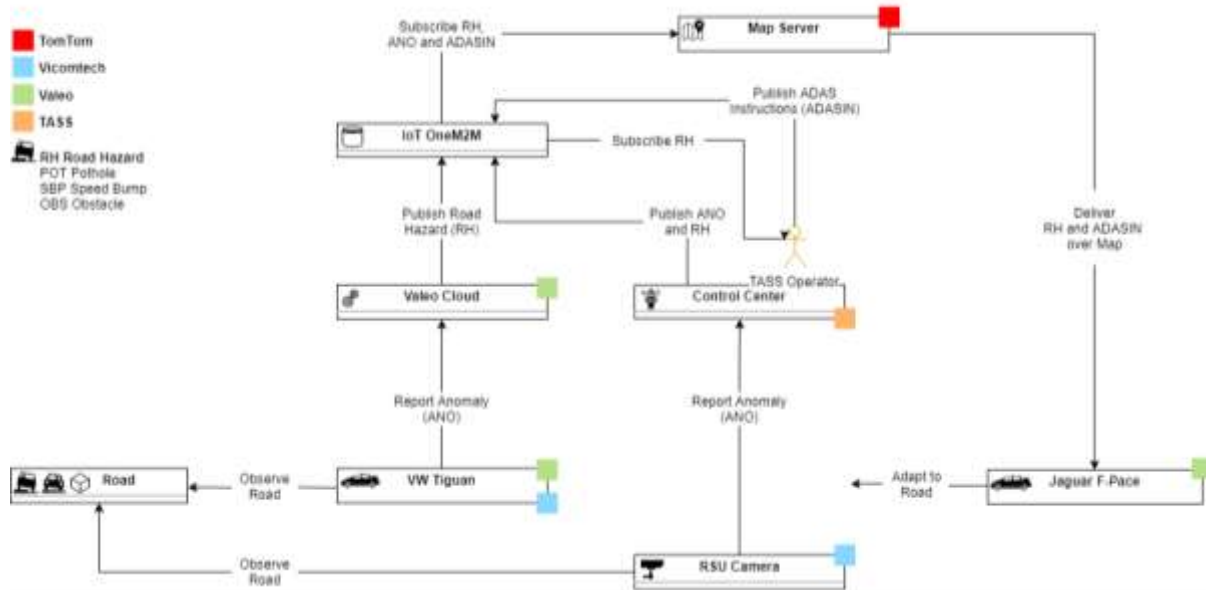 TomTom
Vicomtech
Valeo
TASS
RH Road Hazard
POT Pothole
SBP Speed Bump
OBS Obstacle
Subscribe RH,
ANO and ADASIN
Map Server
Publish ADAS
Instructions (ADASIN)
IoT OneM2M
Subscribe RH
Publish Road
Hazard (RH)
Publish ANO
and RH
Deliver
RH and ADASIN
over Map
TASS Operator
Valeo Cloud
Control Center
Report Anomaly
(ANO)
Report Anomaly
(ANO)
Road
Observe
Road
VW Tiguan
Adapt to
Road
Jaguar F-Pace
Observe
Road
RSU Camera